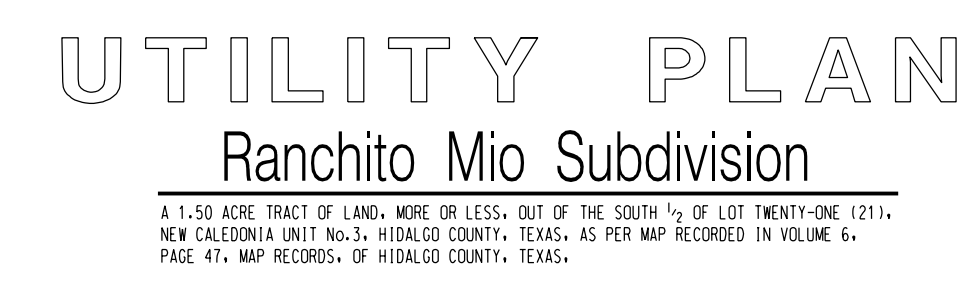 UTILITY PLAN
Ranchito Mio Subdivision
A 1.50 ACRE TRACT OF LAND, MORE OR LESS, OUT OF THE SOUTH 1/2 OF LOT TWENTY-ONE (21),
NEW CALEDONIA UNIT No.3, HIDALGO COUNTY, TEXAS, AS PER MAP RECORDED IN VOLUME 6,
PAGE 47, MAP RECORDS, OF HIDALGO COUNTY, TEXAS,